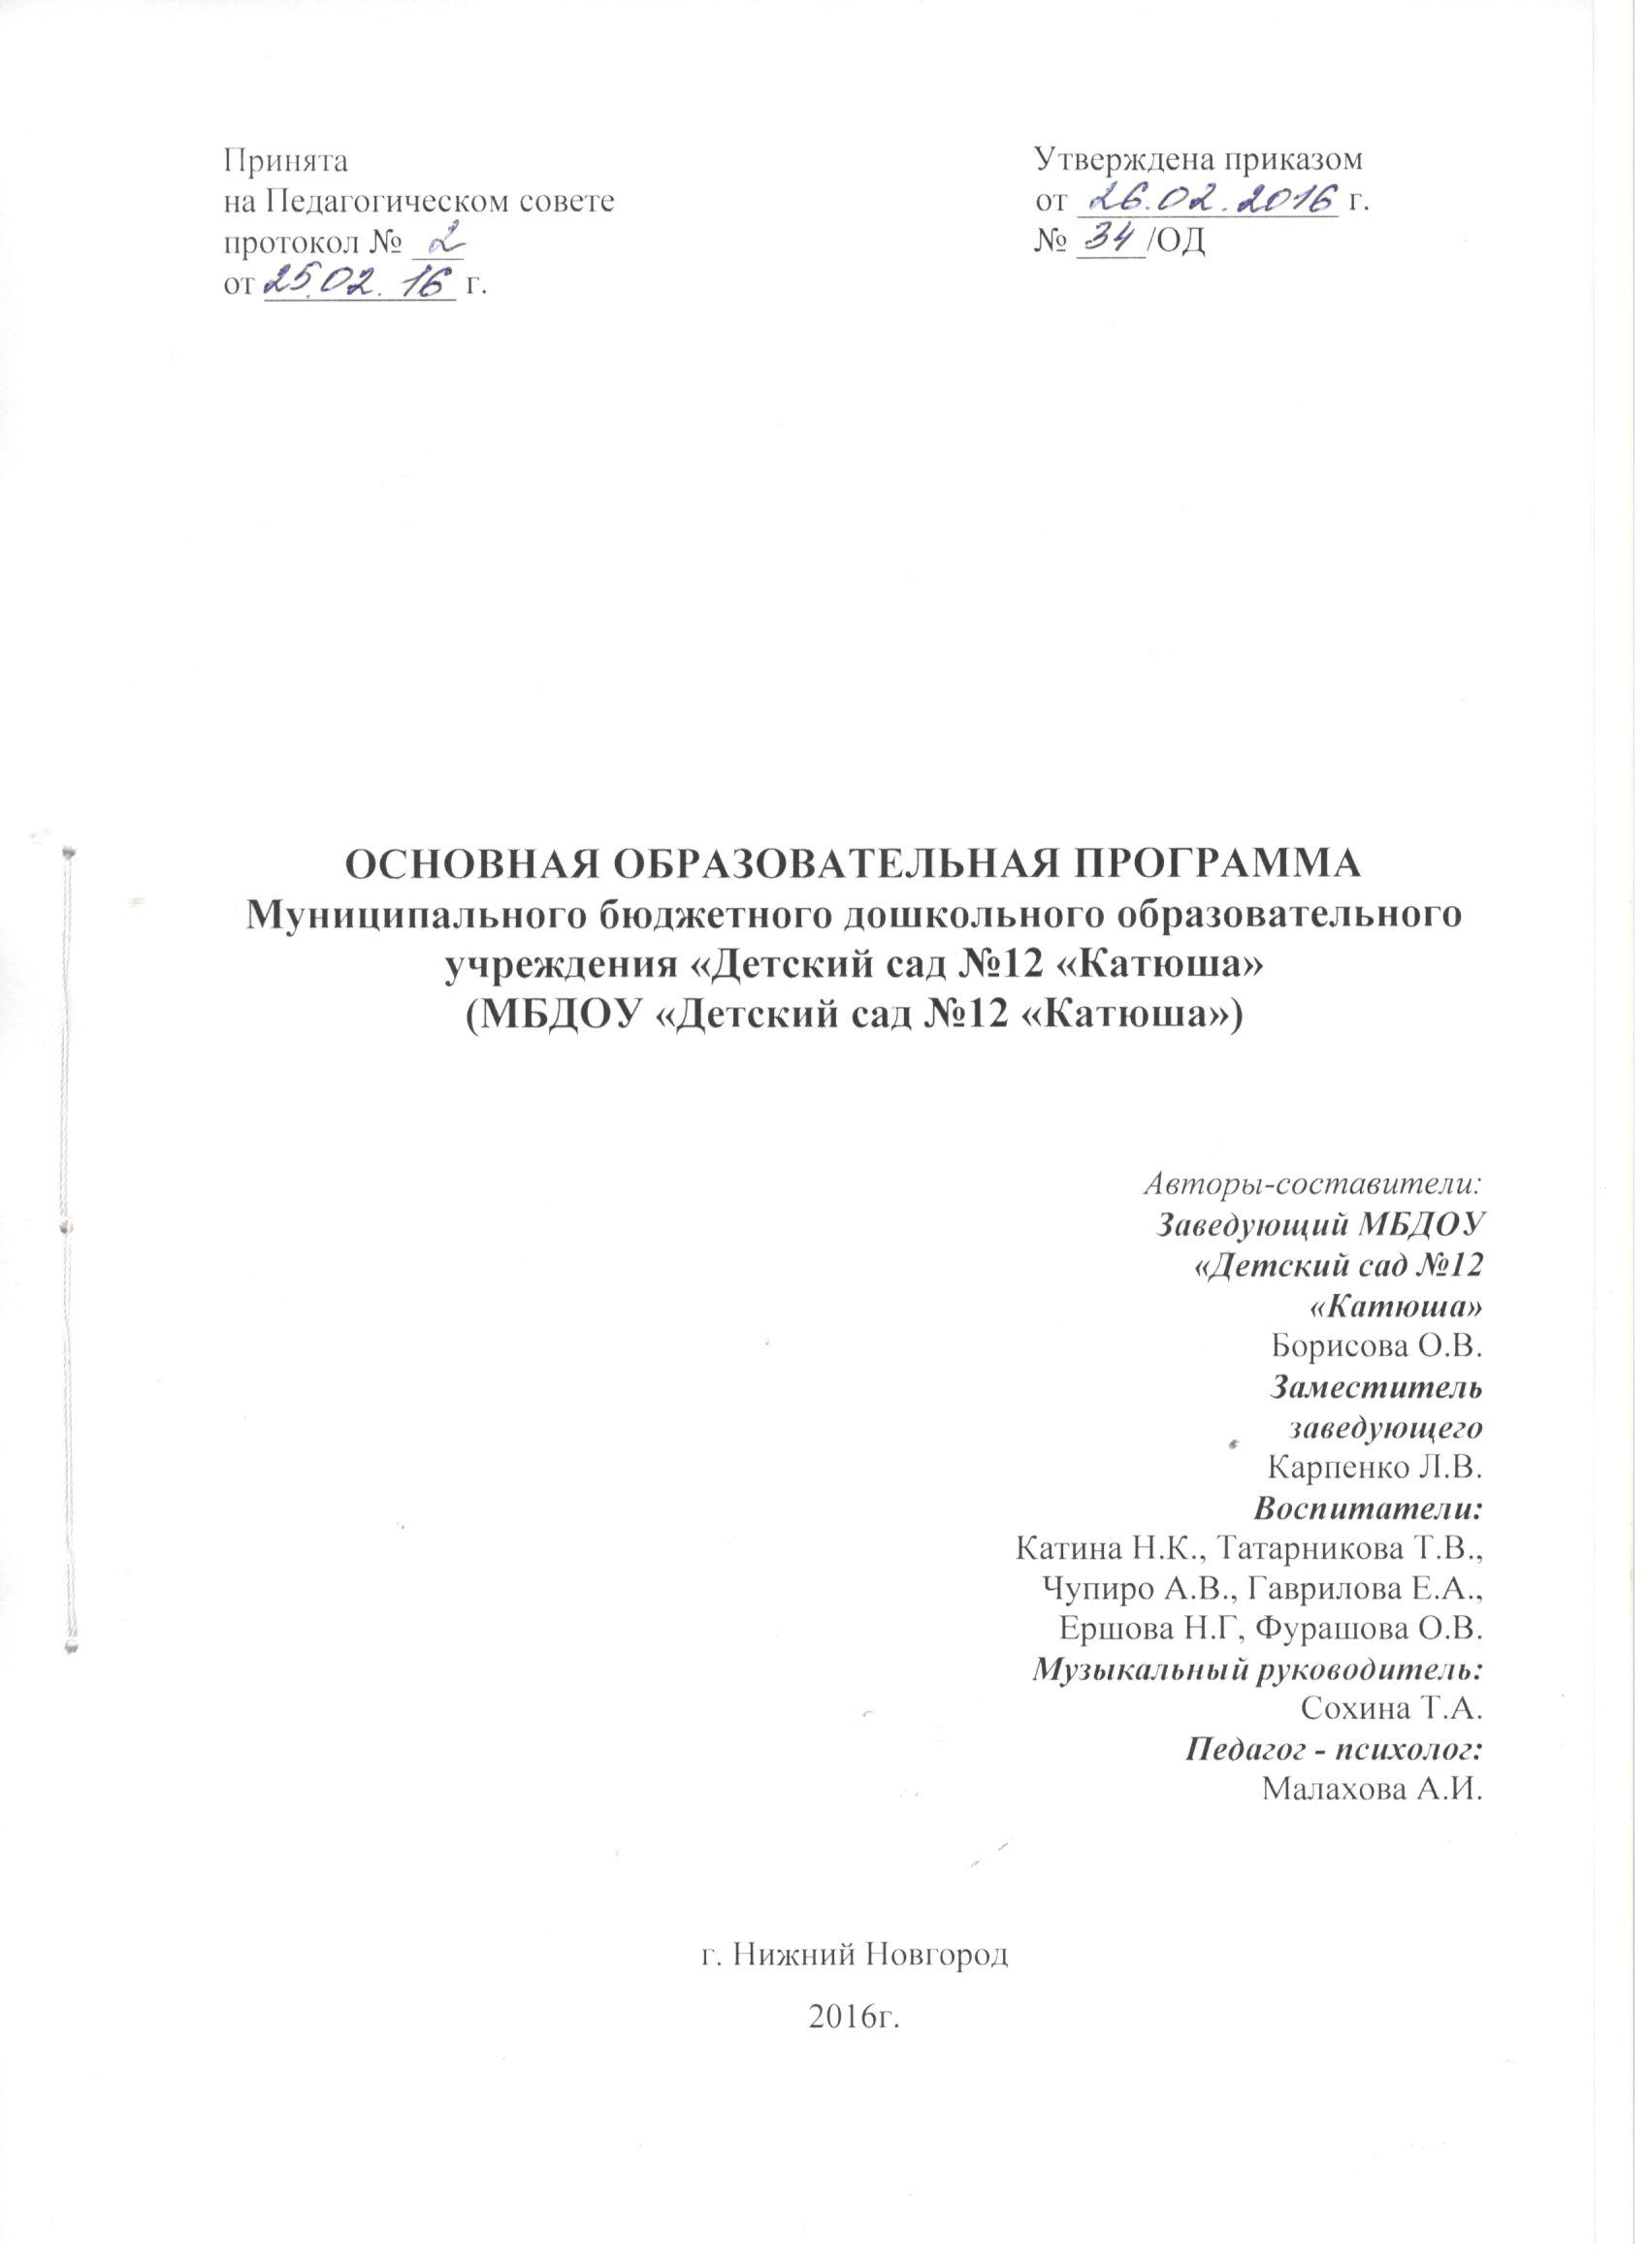 Принята
на Педагогическом совете
протокол № 2
от 25.02.16 г.
Утверждена приказом
от 26.02.2016 г.
№ 34/ОД
ОСНОВНАЯ ОБРАЗОВАТЕЛЬНАЯ ПРОГРАММА
Муниципального бюджетного дошкольного образовательного
учреждения «Детский сад №12 «Катюша»
(МБДОУ «Детский сад №12 «Катюша»)
Авторы-составители:
Заведующий МБДОУ
«Детский сад №12
«Катюша»
Борисова О.В.
Заместитель
заведующего
Карпенко Л.В.
Воспитатели:
Катина Н.К., Татарникова Т.В.,
Чупиро А.В., Гаврилова Е.А.,
Ершова Н.Г, Фурашова О.В.
Музыкальный руководитель:
Сохина Т.А.
Педагог - психолог:
Малахова А.И.
г. Нижний Новгород
2016г.